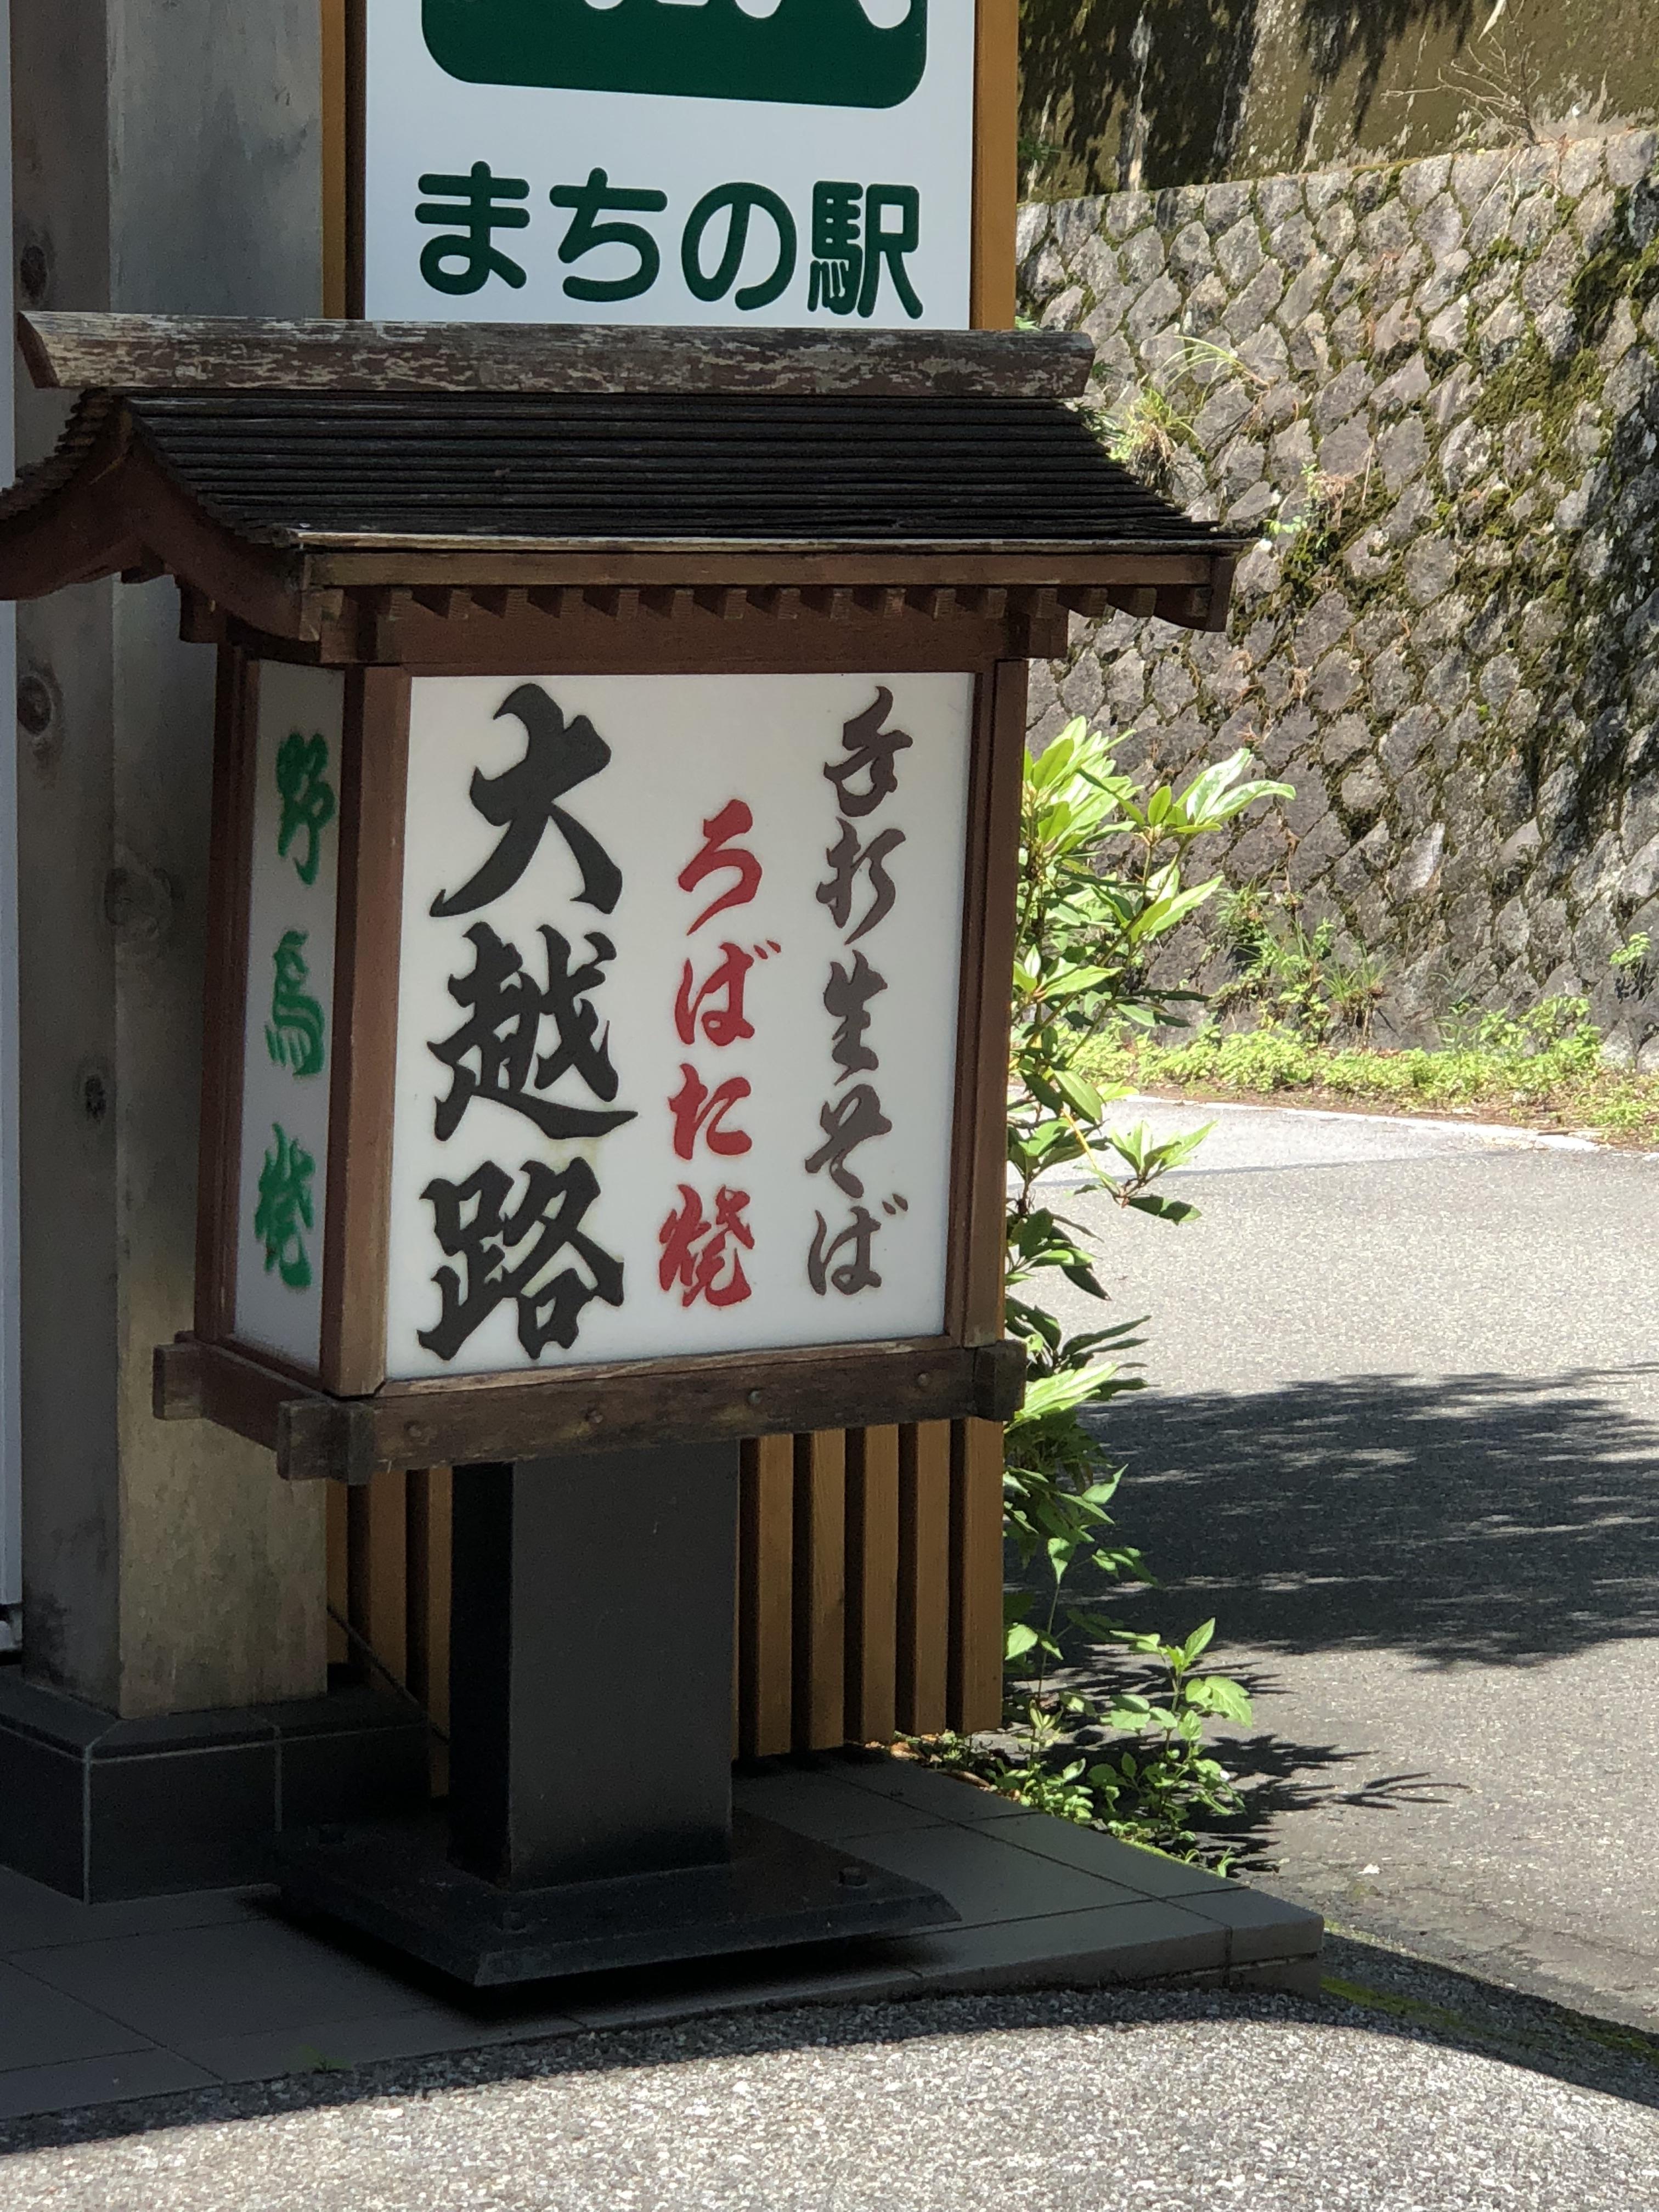 まちの駅
手打生そば
ろばた焼
大越路
野鳥焼